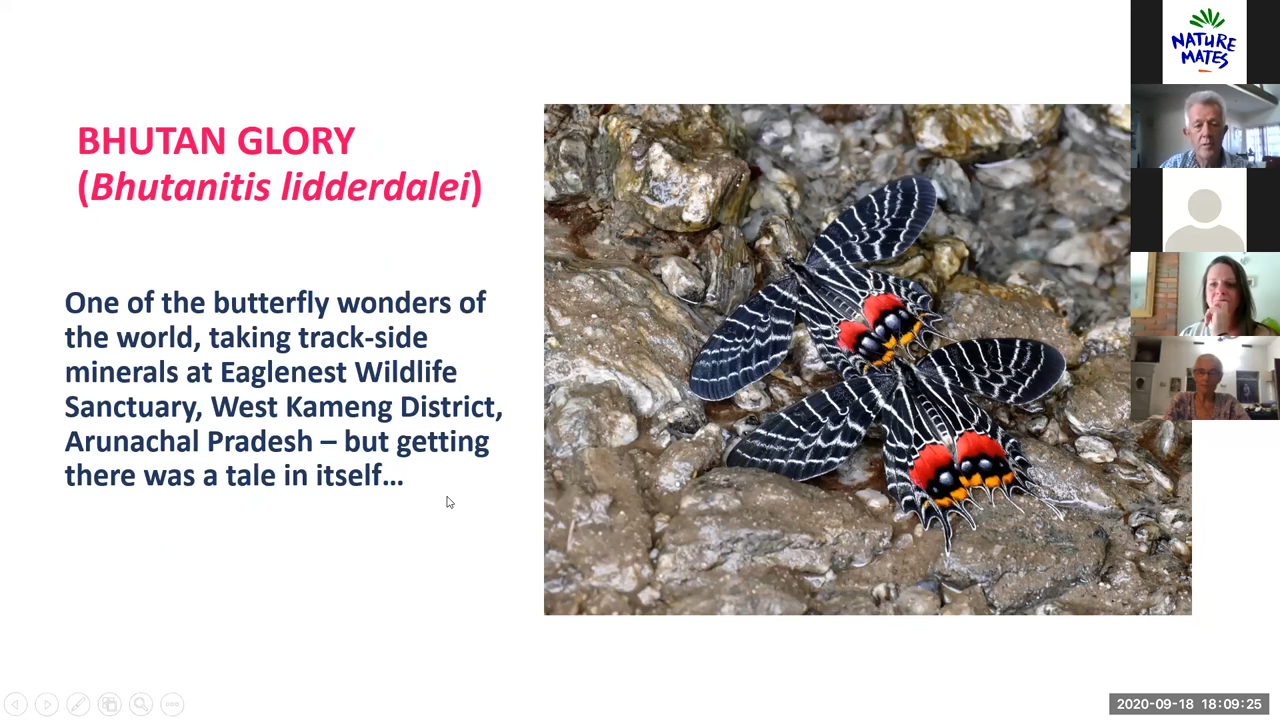 BHUTAN GLORY
(Bhutanitis lidderdalei)
One of the butterfly wonders of
the world, taking track-side
minerals at Eaglenest Wildlife
Sanctuary, West Kameng District,
Arunachal Pradesh – but getting
there was a tale in itself…
NATURE
MATES
2020-09-18 18:09:25